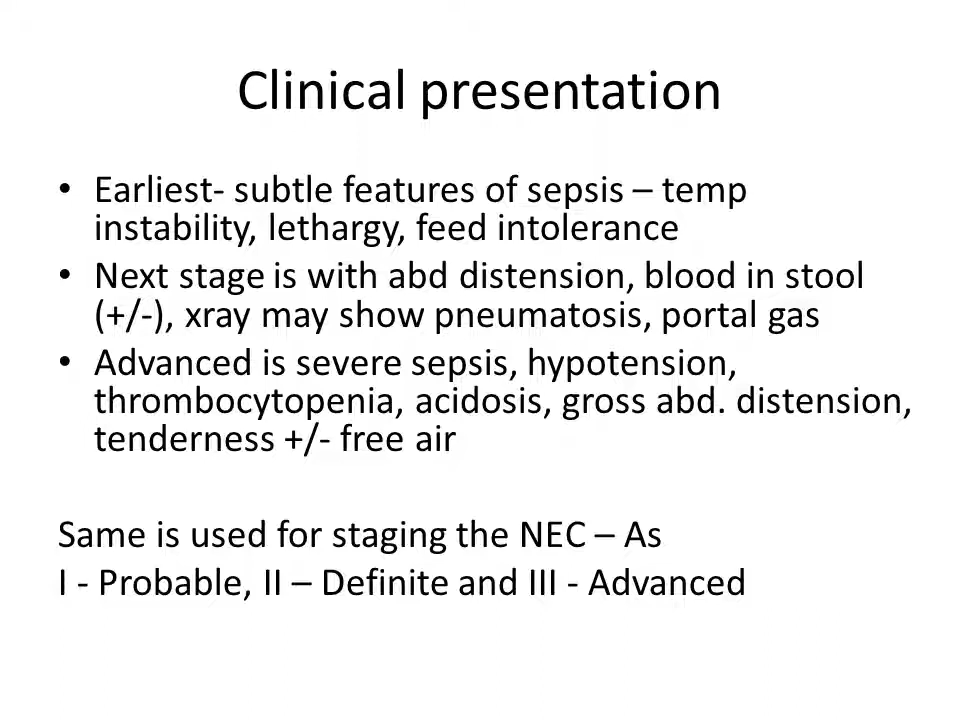 Clinical presentation
• Earliest- subtle features of sepsis – temp
instability, lethargy, feed intolerance
• Next stage is with abd distension, blood in stool
(+/-), xray may show pneumatosis, portal gas
• Advanced is severe sepsis, hypotension,
thrombocytopenia, acidosis, gross abd. distension,
tenderness +/- free air
Same is used for staging the NEC – As
I - Probable, II – Definite and III - Advanced